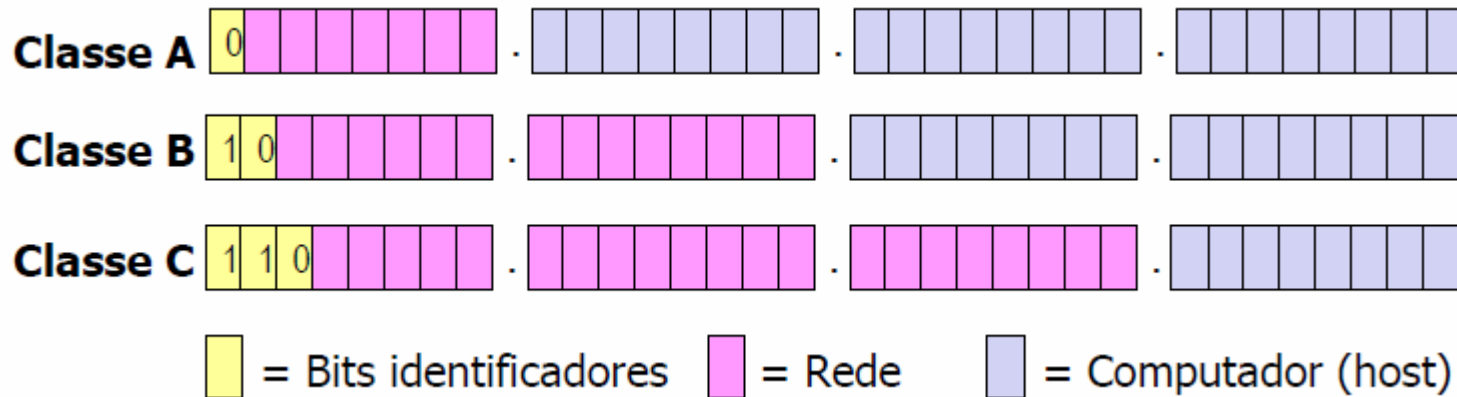 Classe A 0 . . .
Classe B 1 0 . . .
Classe C 1 1 0 . . .
= Bits identificadores = Rede = Computador (host)